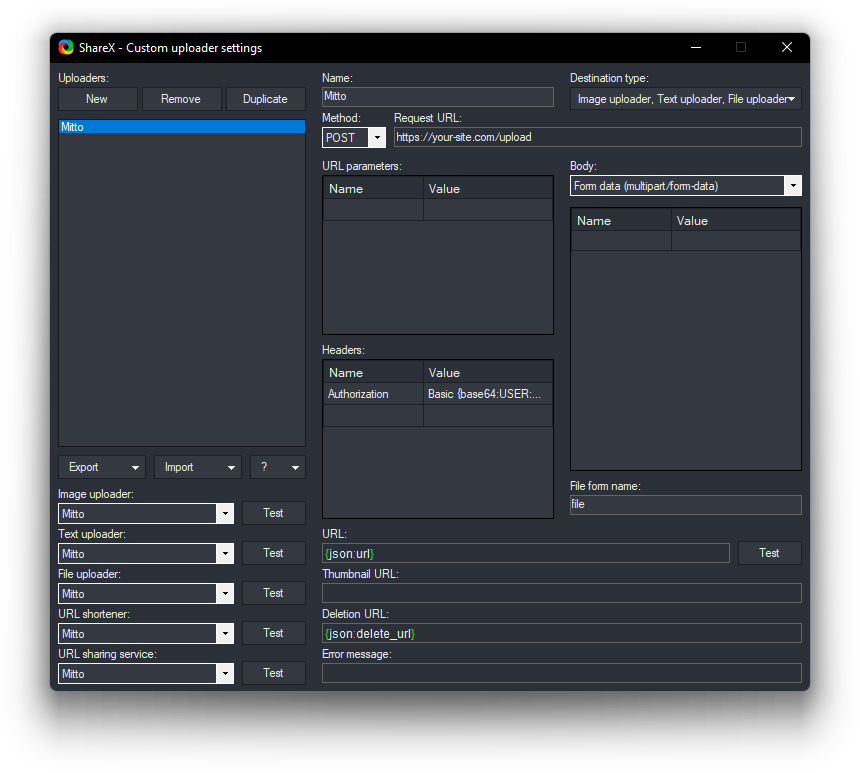 ShareX - Custom uploader settings
Uploaders:
New Remove Duplicate
Mitto
Export Import ?
Image uploader:
Mitto Test
Text uploader:
Mitto Test
File uploader:
Mitto Test
URL shortener:
Mitto Test
URL sharing service:
Mitto Test
Name:
Mitto
Method: Request URL:
POST https://your-site.com/upload
URL parameters:
Name Value
Headers:
Name Value
Authorization Basic {base64:USER:...
Destination type:
Image uploader, Text uploader, File uploader
Body:
Form data (multipart/form-data)
Name Value
File form name:
file
URL:
{json:url} Test
Thumbnail URL:
Deletion URL:
{json:delete_url}
Error message: